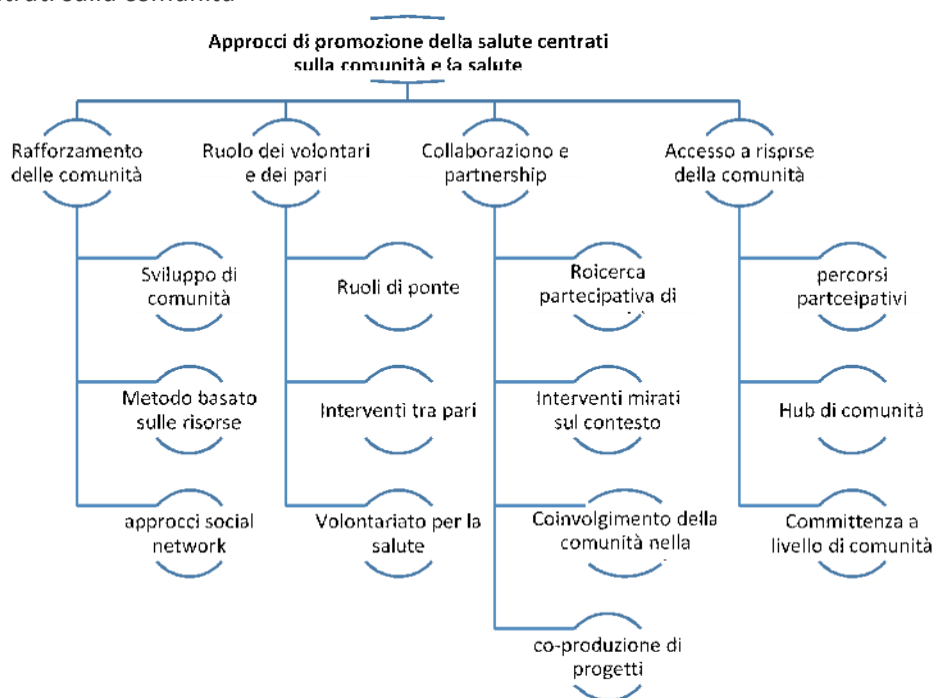 Approcci di promozione della salute centrati
sulla comunità e la salute
Rafforzamento
delle comunità
Ruolo dei volontari
e dei pari
Collaboraziono e
partnership
Accesso a risprse
della comunità
Sviluppo di
comunità
Metodo basato
sulle risorse
approcci social
network
Ruoli di ponte
Interventi tra pari
Volontariato per la
salute
Roicerca
partecipativa di
Interventi mirati
sul contesto
Coinvolgimento della
comunità nella
co-produzione di
progetti
percorsi
partceipativi
Hub di comunità
Committenza a
livello di comunità